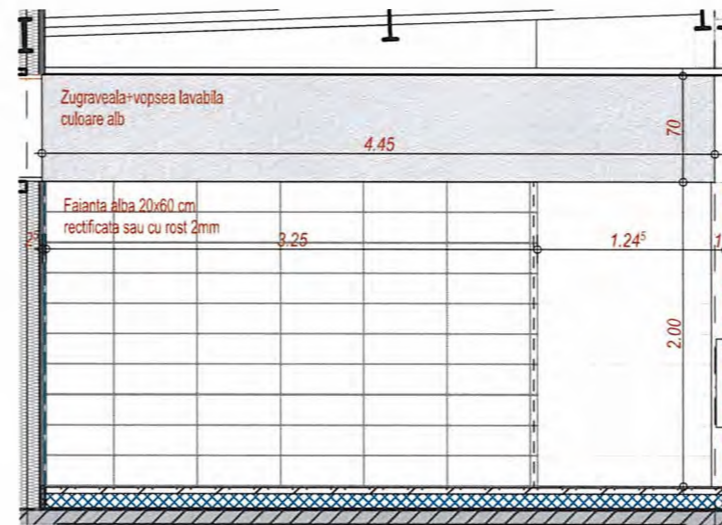 Zugraveala+vopsea lavabila
culoare alb
70
4.45
Faianta alba 20x60 cm
rectificata sau cu rost 2mm
3.25
1.24⁵
2.00